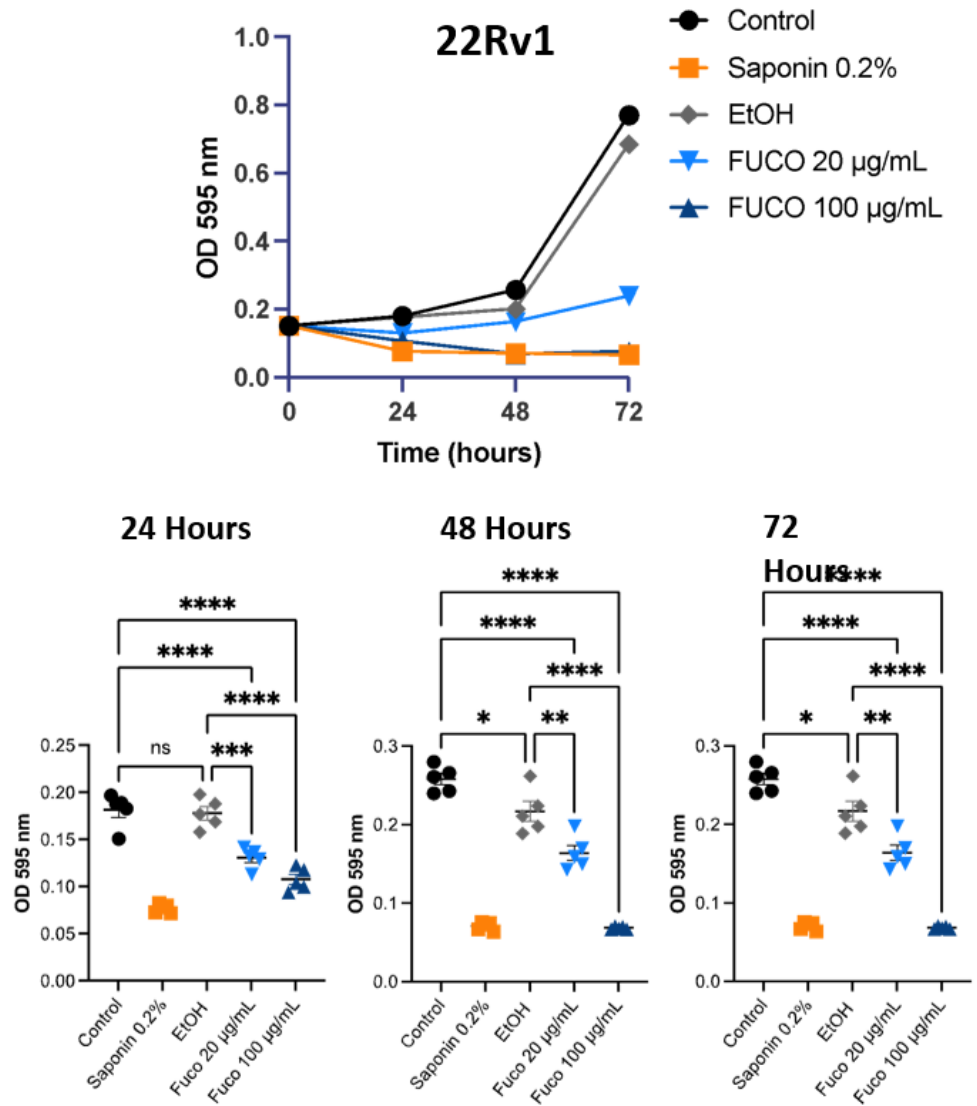 22Rv1
Control
Saponin 0.2%
EtOH
FUCO 20 µg/mL
FUCO 100 µg/mL
OD 595 nm
1.0
0.8
0.6
0.4
0.2
0.0
0 24 48 72
Time (hours)
24 Hours
****
****
****
ns ***
OD 595 nm
0.25
0.20
0.15
0.10
0.05
0.00
Control
Saponin 0.2%
EtOH
Fuco 20 µg/mL
Fuco 100 µg/mL
48 Hours
****
****
****
* **
OD 595 nm
0.3
0.2
0.1
0.0
Control
Saponin 0.2%
EtOH
Fuco 20 µg/mL
Fuco 100 µg/mL
72
Hours
****
****
****
* **
OD 595 nm
0.3
0.2
0.1
0.0
Control
Saponin 0.2%
EtOH
Fuco 20 µg/mL
Fuco 100 µg/mL